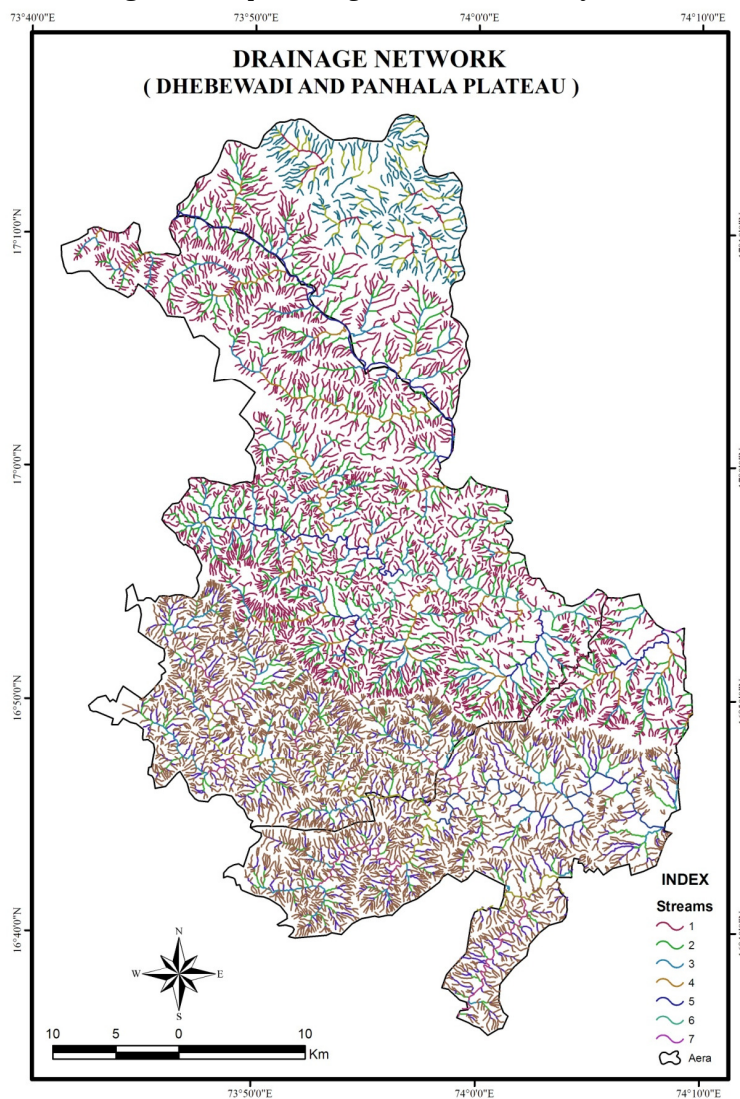 73°40'0"E 73°50'0"E 74°0'0"E 74°10'0"E
DRAINAGE NETWORK
( DHEBEWADI AND PANHALA PLATEAU )
17°10'0"N
17°0'0"N
16°50'0"N
16°40'0"N
INDEX
Streams
1
2
3
4
5
6
7
Aera
N
W E
S
10 5 0 10
Km
73°50'0"E 74°0'0"E 74°10'0"E